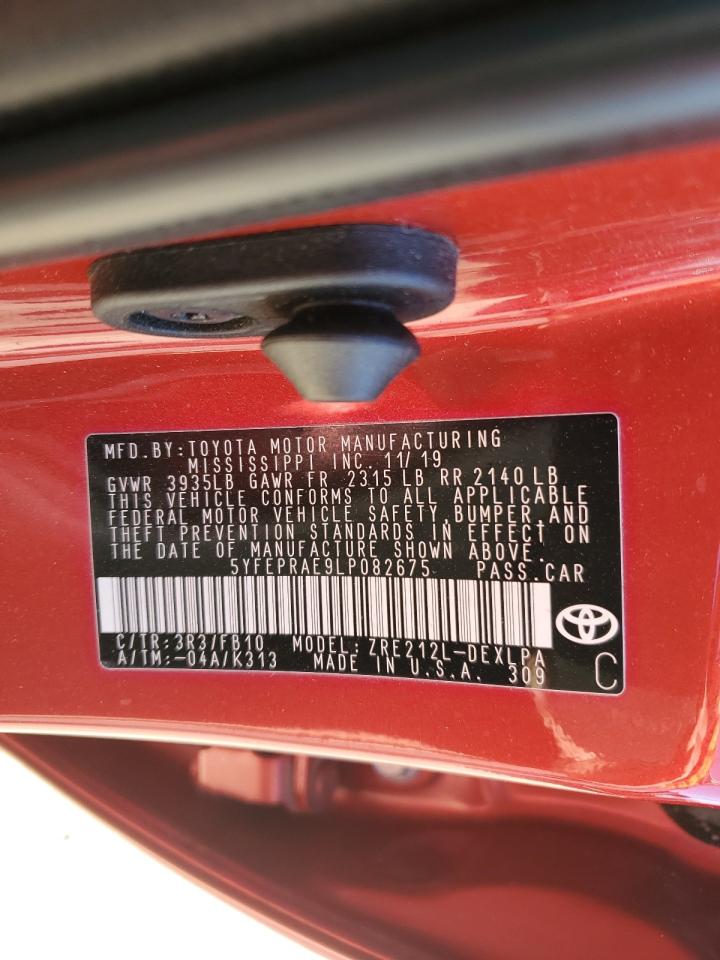 MFD.BY: TOYOTA MOTOR MANUFACTURING
MISSISSIPPI INC. 11/19
GVWR 3935LB GAWR FR 2315 LB RR 2140 LB
THIS VEHICLE CONFORMS TO ALL APPLICABLE
FEDERAL MOTOR VEHICLE SAFETY, BUMPER, AND
THEFT PREVENTION STANDARDS IN EFFECT ON
THE DATE OF MANUFACTURE SHOWN ABOVE.
5YFEPRAE9LP082675 PASS.CAR
C/TR: 3R3/FB10 MODEL: ZRE212L-DEXLPA
A/TM: -04A/K313 MADE IN U.S.A. 309
C